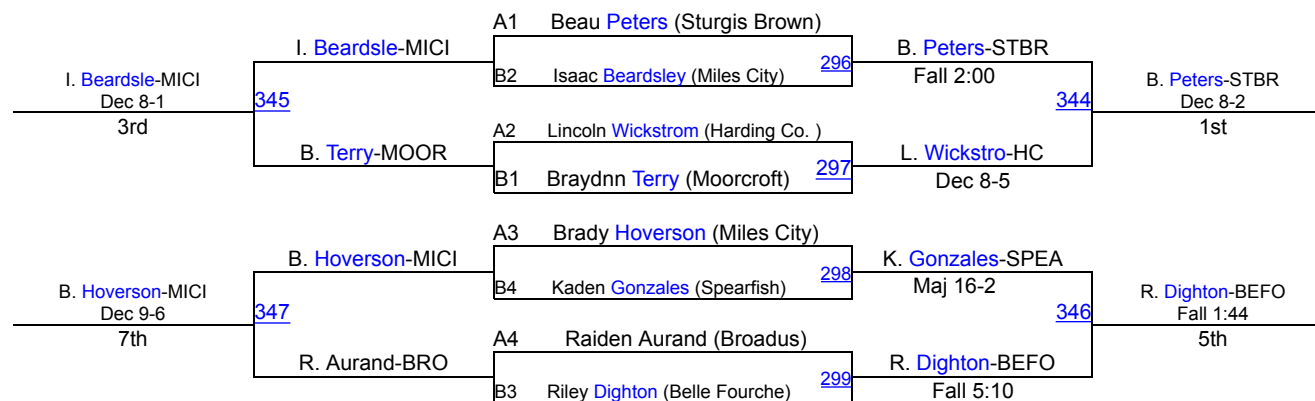 A1 Beau Peters (Sturgis Brown)
I. Beardsle-MICI
B. Peters-STBR
296
B2 Isaac Beardsley (Miles City)
Fall 2:00
I. Beardsle-MICI
Dec 8-1
3rd
345
344
B. Peters-STBR
Dec 8-2
1st
A2 Lincoln Wickstrom (Harding Co. )
B. Terry-MOOR
L. Wickstro-HC
297
B1 Braydnn Terry (Moorcroft)
Dec 8-5
A3 Brady Hoverson (Miles City)
B. Hoverson-MICI
K. Gonzales-SPEA
298
B4 Kaden Gonzales (Spearfish)
Maj 16-2
B. Hoverson-MICI
Dec 9-6
7th
347
346
R. Dighton-BEFO
Fall 1:44
5th
A4 Raiden Aurand (Broadus)
R. Aurand-BRO
R. Dighton-BEFO
299
B3 Riley Dighton (Belle Fourche)
Fall 5:10